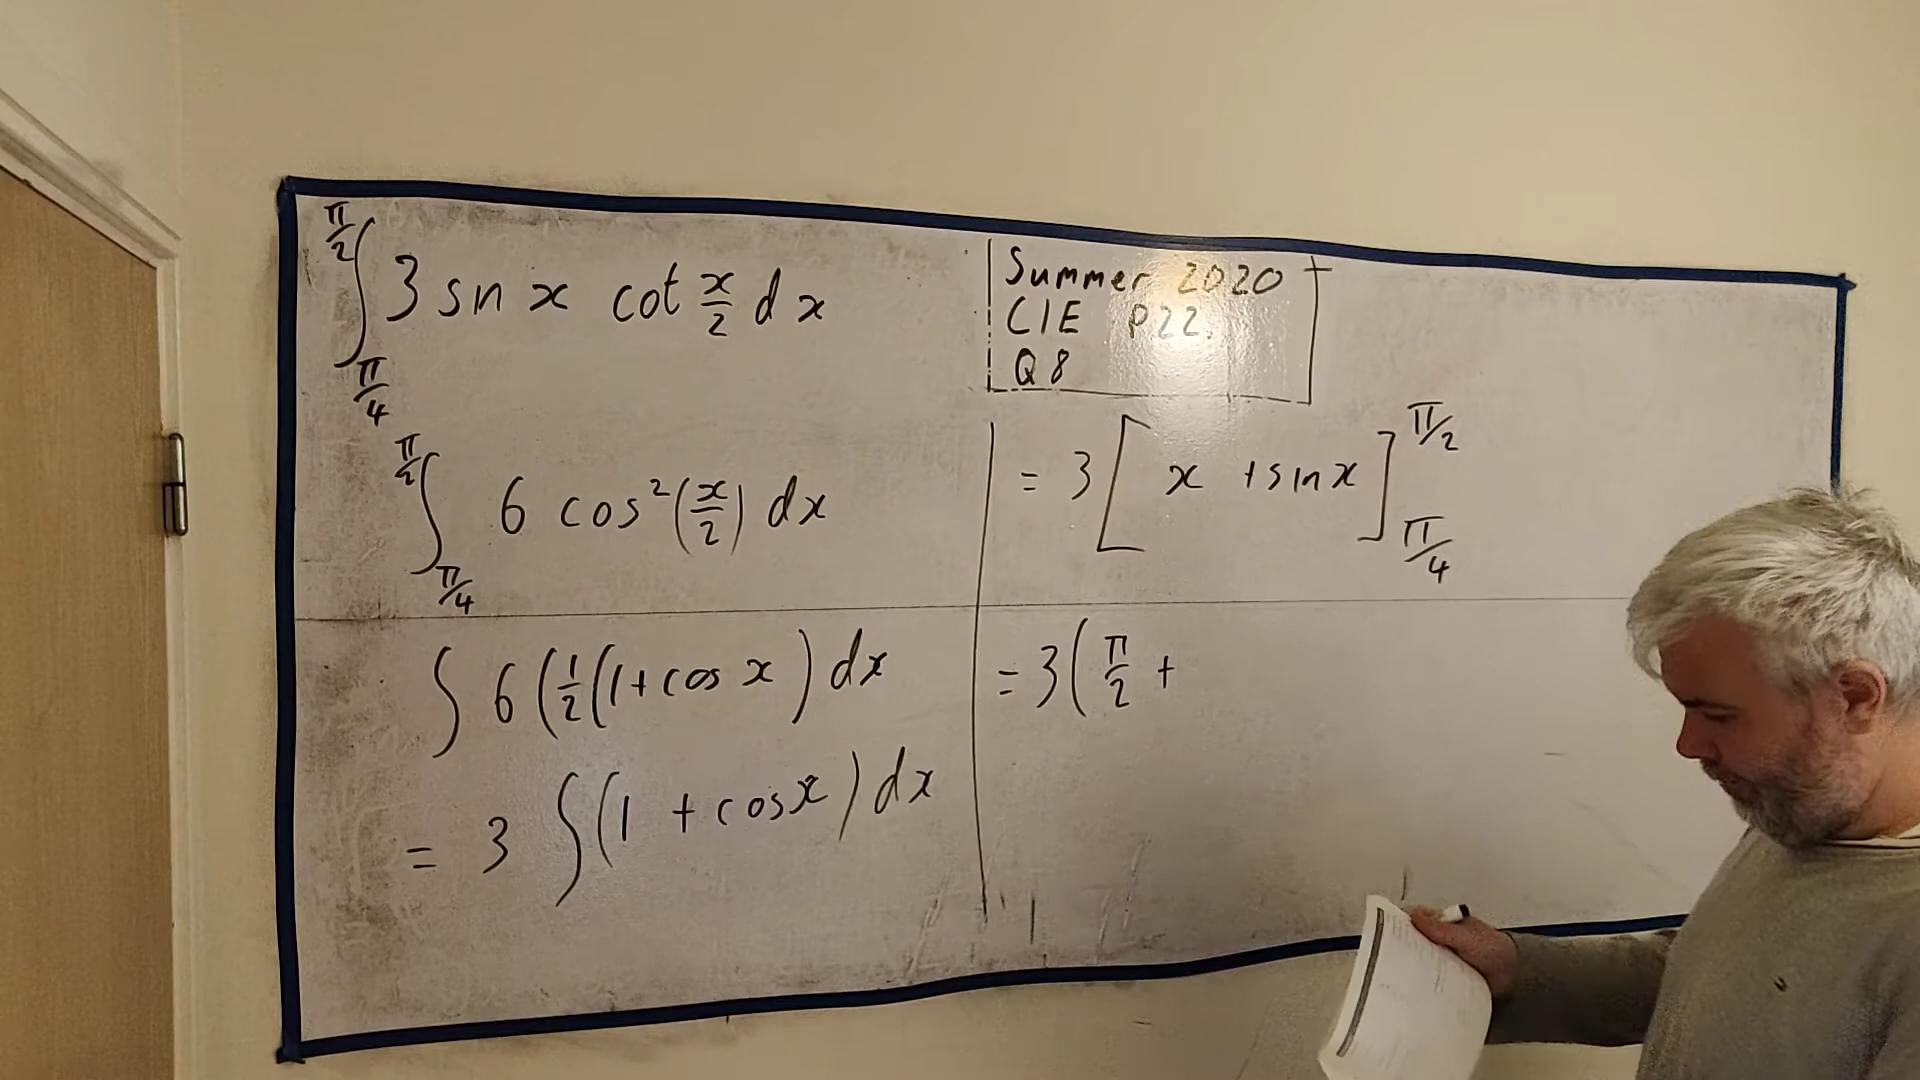 ∫_{π/4}^{π/2} 3 sin x cot x/2 dx
Summer 2020
CIE P22.
Q8
∫_{π/4}^{π/2} 6 cos²(x/2) dx
∫ 6(1/2(1+cos x) dx
= 3 ∫(1 + cosx) dx
= 3[ x + sin x ]_{π/4}^{π/2}
= 3(π/2 +